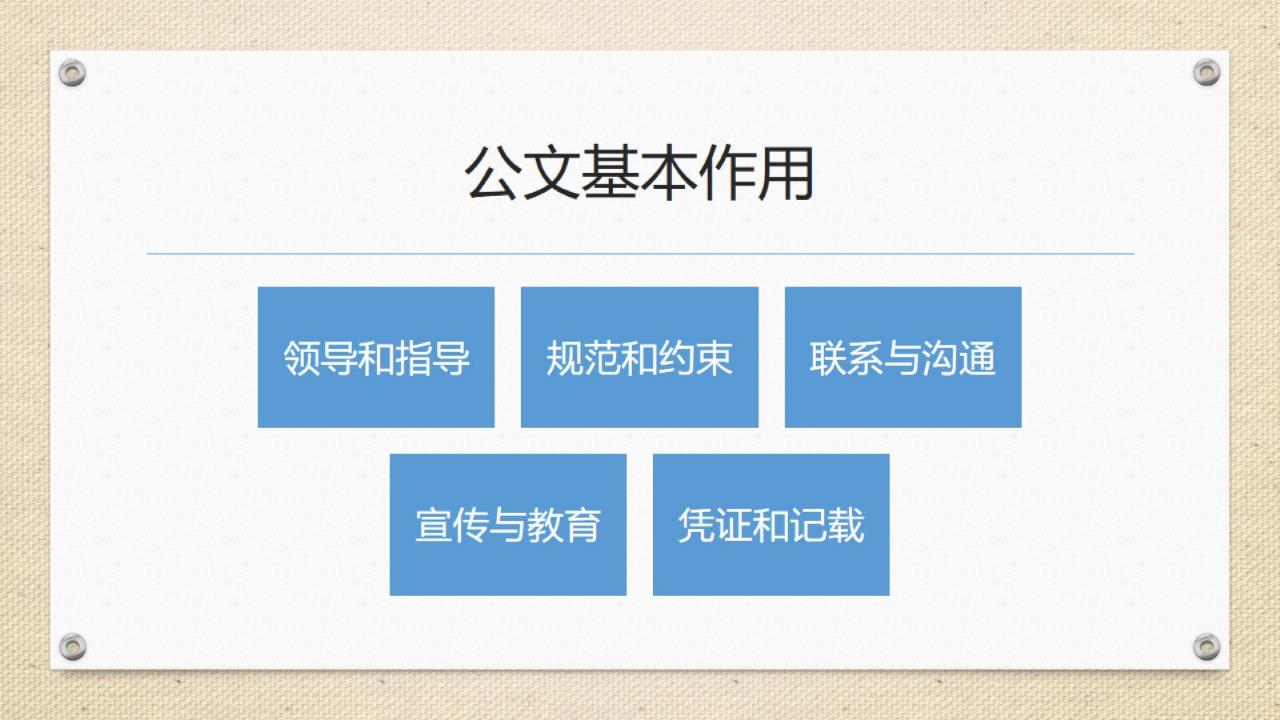 公文基本作用
领导和指导
规范和约束
联系与沟通
宣传与教育
凭证和记载